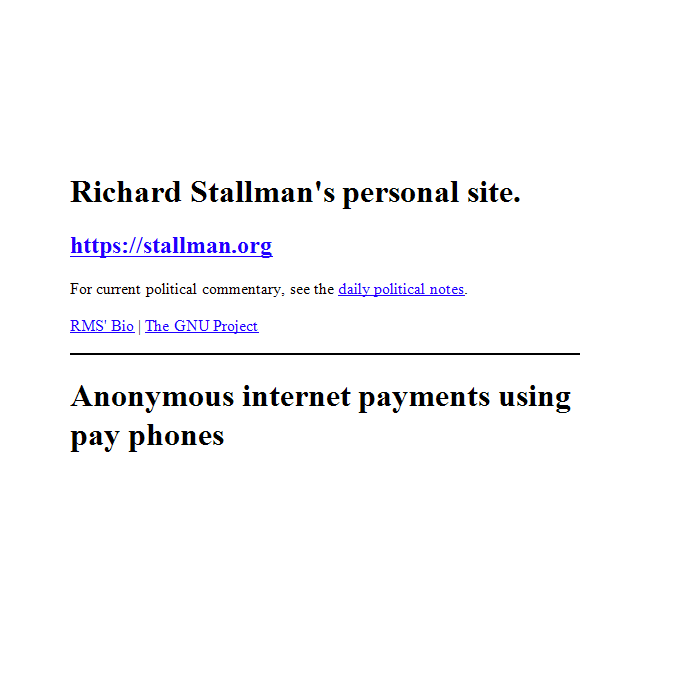 Richard Stallman's personal site.
https://stallman.org
For current political commentary, see the daily political notes.
RMS' Bio | The GNU Project
Anonymous internet payments using
pay phones